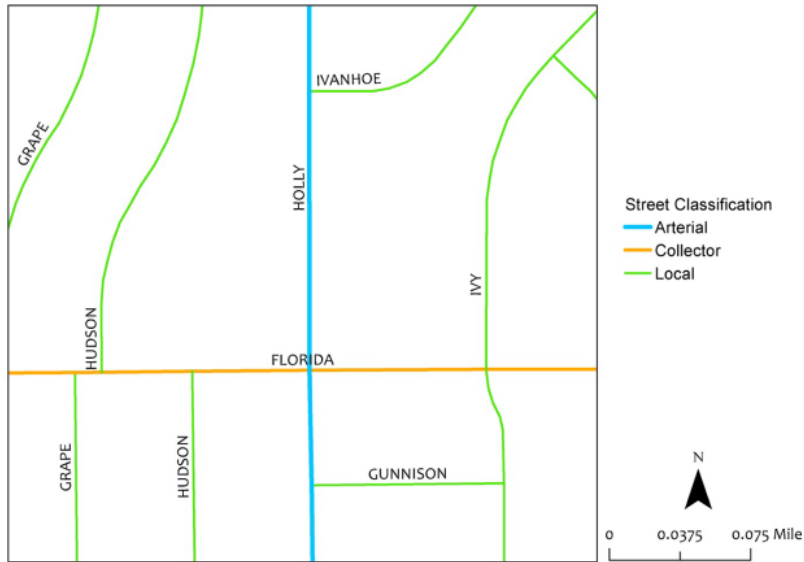 IVANHOE
GRAPE
HOLLY
IVY
HUDSON
FLORIDA
GRAPE
HUDSON
GUNNISON
Street Classification
Arterial
Collector
Local
N
0 0.0375 0.075 Mile